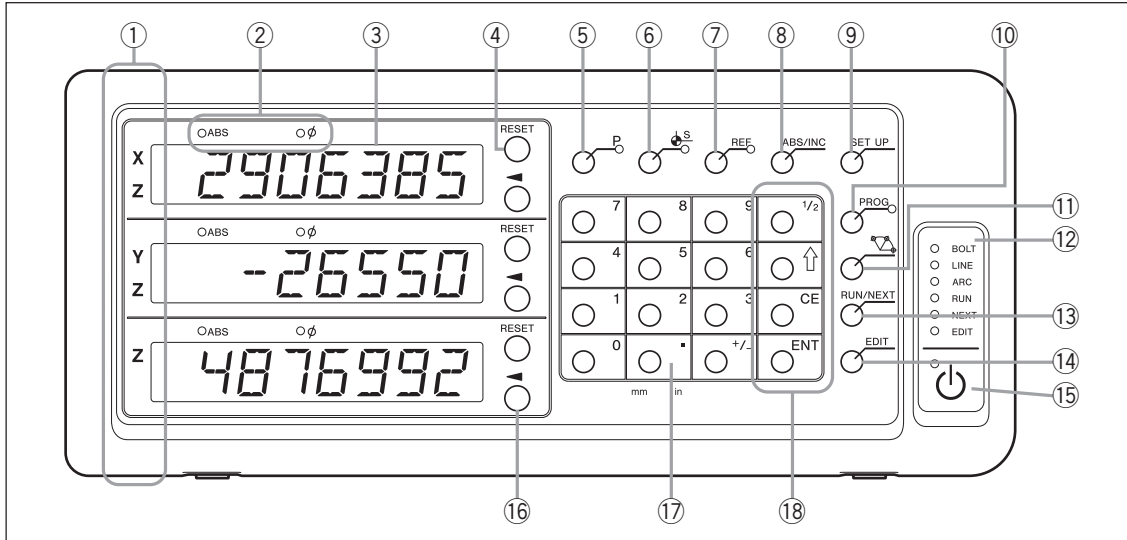 ① ② ③ ④ ⑤ ⑥ ⑦ ⑧ ⑨ ⑩
ABS ø RESET
X
Z
2906385
P
LS
REF
ABS/INC
SET UP
PROG
⑪
⑫
ABS ø RESET
Y
Z
-26550
7 8 9 1/2
4 5 6 ⇧
1 2 3 CE
0 . +/- ENT
mm in
RUN/NEXT
⑬
EDIT
⑭
BOLT
LINE
ARC
RUN
NEXT
EDIT
⑮
ABS ø RESET
Z
4876992
⑯ ⑰ ⑱